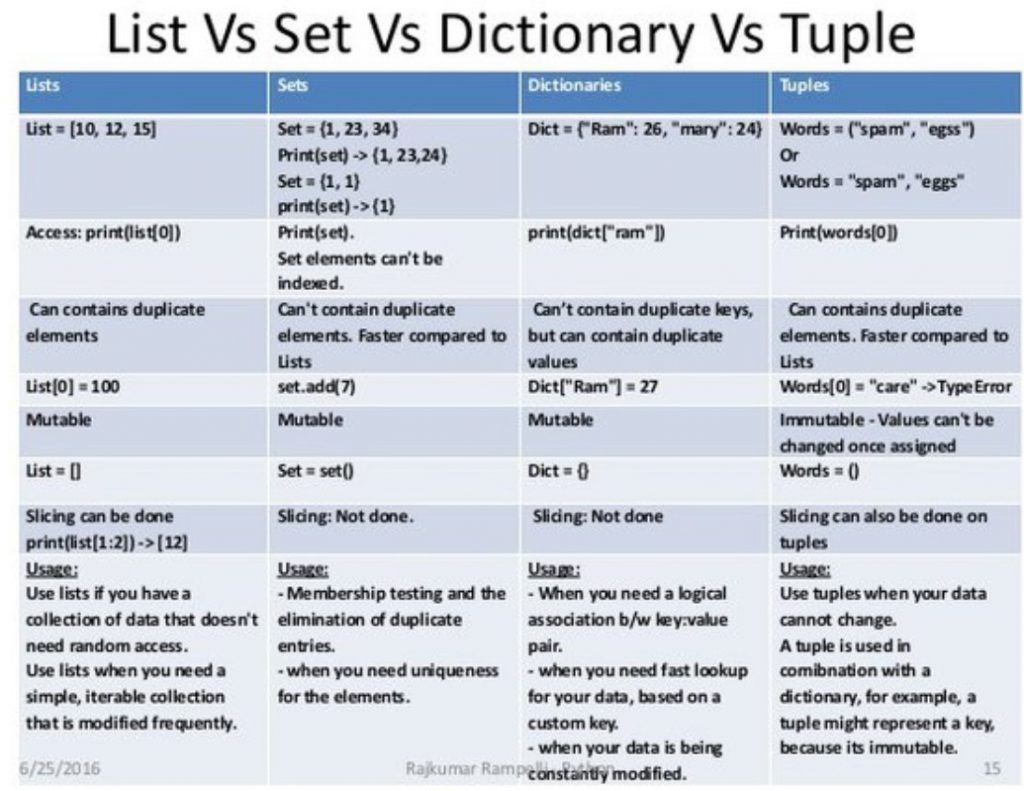 List Vs Set Vs Dictionary Vs Tuple
Lists
Sets
Dictionaries
Tuples
List = [10, 12, 15]
Set = {1, 23, 34}
Print(set) -> {1, 23,24}
Set = {1, 1}
print(set) -> {1}
Dict = {"Ram": 26, "mary": 24}
Words = ("spam", "egss")
Or
Words = "spam", "eggs"
Access: print(list[0])
Print(set).
Set elements can't be
indexed.
print(dict["ram"])
Print(words[0])
Can contains duplicate
elements
Can't contain duplicate
elements. Faster compared to
Lists
Can't contain duplicate keys,
but can contain duplicate
values
Can contains duplicate
elements. Faster compared to
Lists
List[0] = 100
set.add(7)
Dict["Ram"] = 27
Words[0] = "care" ->TypeError
Mutable
Mutable
Mutable
Immutable - Values can't be
changed once assigned
List = []
Set = set()
Dict = {}
Words = ()
Slicing can be done
print(list[1:2]) -> [12]
Slicing: Not done.
Slicing: Not done
Slicing can also be done on
tuples
Usage:
Use lists if you have a
collection of data that doesn't
need random access.
Use lists when you need a
simple, iterable collection
that is modified frequently.
Usage:
- Membership testing and the
elimination of duplicate
entries.
- when you need uniqueness
for the elements.
Usage:
- When you need a logical
association b/w key:value
pair.
- when you need fast lookup
for your data, based on a
custom key.
- when your data is being
constantly modified.
Usage:
Use tuples when your data
cannot change.
A tuple is used in
comibnation with a
dictionary, for example, a
tuple might represent a key,
because its immutable.
6/25/2016
Rajkumar Rampelli - Python
15